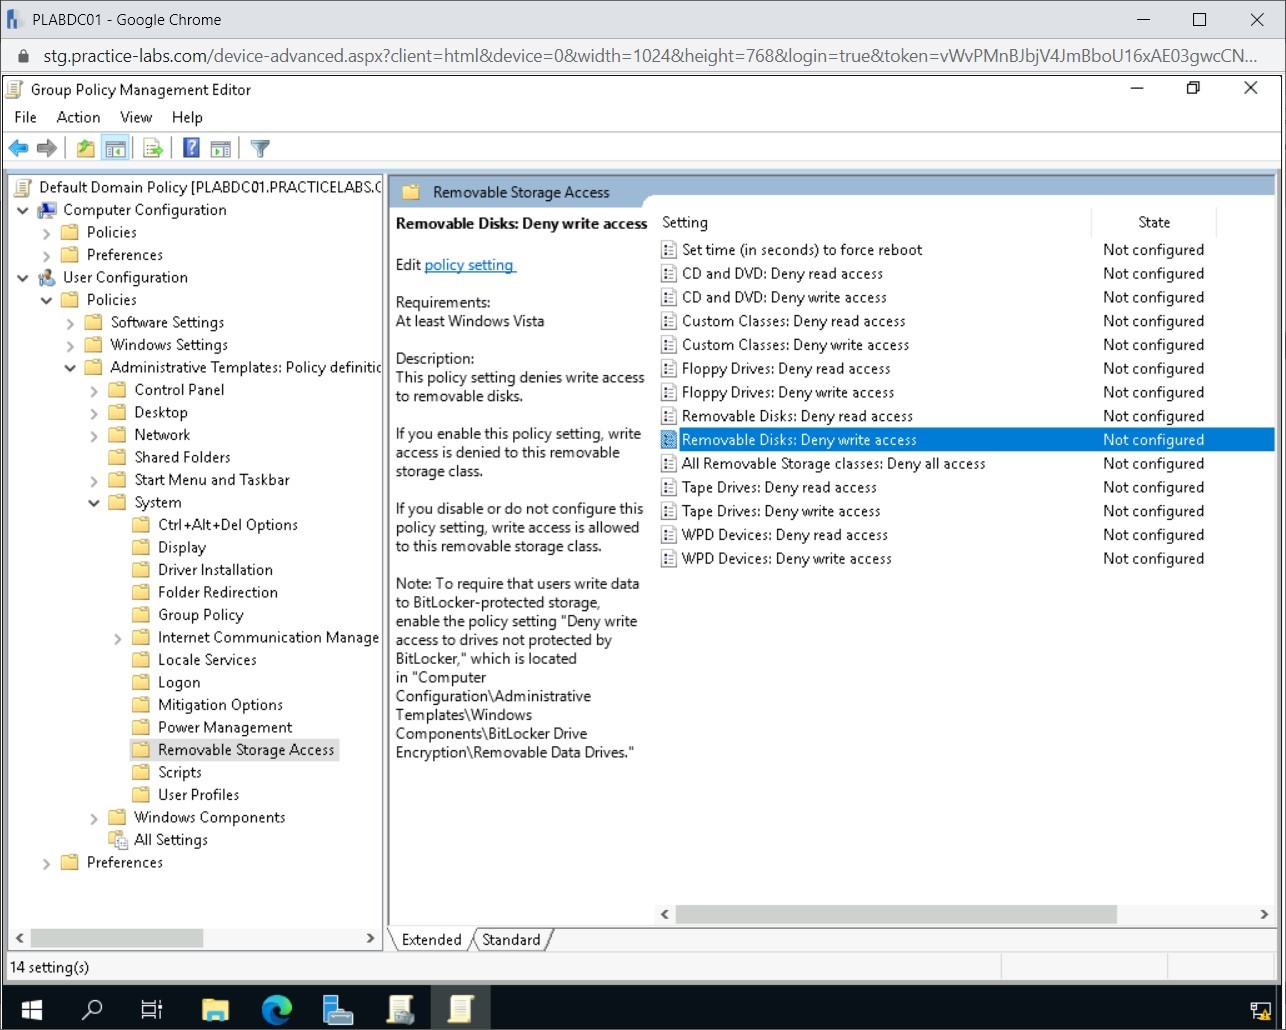 PLABDC01 - Google Chrome
stg.practice-labs.com/device-advanced.aspx?client=html&device=0&width=1024&height=768&login=true&token=vWvPMnBJbjV4JmBboU16xAE03gwcCN...
Group Policy Management Editor
File Action View Help
Default Domain Policy [PLABDC01.PRACTICELABS.C
Computer Configuration
Policies
Preferences
User Configuration
Policies
Software Settings
Windows Settings
Administrative Templates: Policy definitic
Control Panel
Desktop
Network
Shared Folders
Start Menu and Taskbar
System
Ctrl+Alt+Del Options
Display
Driver Installation
Folder Redirection
Group Policy
Internet Communication Manage
Locale Services
Logon
Mitigation Options
Power Management
Removable Storage Access
Scripts
User Profiles
Windows Components
All Settings
Preferences
Removable Storage Access
Removable Disks: Deny write access
Edit policy setting
Requirements:
At least Windows Vista
Description:
This policy setting denies write access
to removable disks.
If you enable this policy setting, write
access is denied to this removable
storage class.
If you disable or do not configure this
policy setting, write access is allowed
to this removable storage class.
Note: To require that users write data
to BitLocker-protected storage,
enable the policy setting "Deny write
access to drives not protected by
BitLocker," which is located
in "Computer
Configuration\Administrative
Templates\Windows
Components\BitLocker Drive
Encryption\Removable Data Drives."
Setting State
Set time (in seconds) to force reboot Not configured
CD and DVD: Deny read access Not configured
CD and DVD: Deny write access Not configured
Custom Classes: Deny read access Not configured
Custom Classes: Deny write access Not configured
Floppy Drives: Deny read access Not configured
Floppy Drives: Deny write access Not configured
Removable Disks: Deny read access Not configured
Removable Disks: Deny write access Not configured
All Removable Storage classes: Deny all access Not configured
Tape Drives: Deny read access Not configured
Tape Drives: Deny write access Not configured
WPD Devices: Deny read access Not configured
WPD Devices: Deny write access Not configured
Extended Standard
14 setting(s)